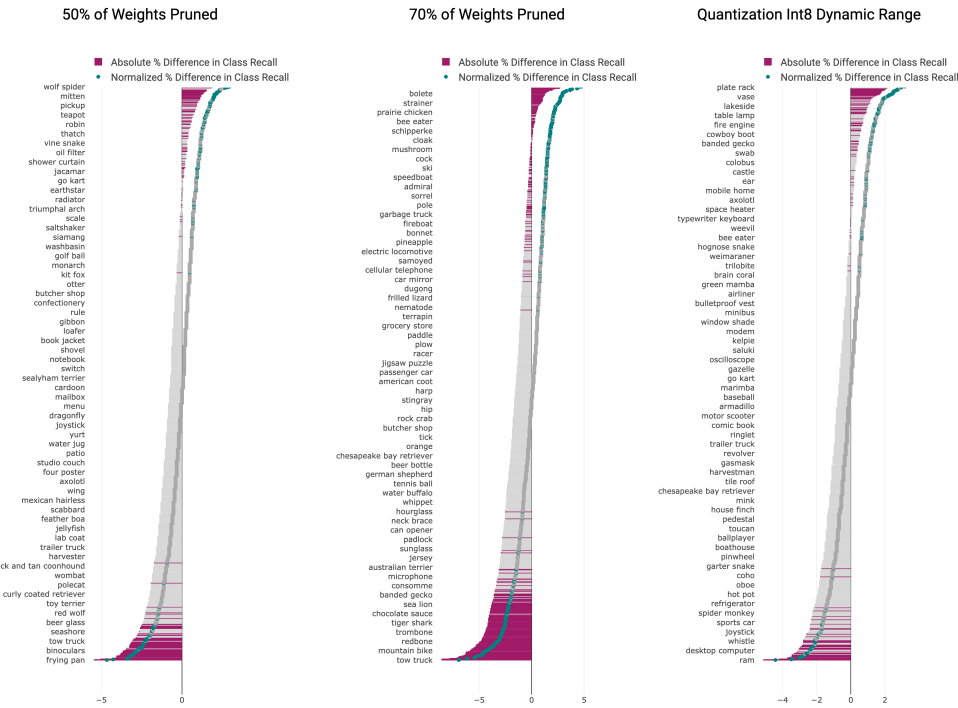 50% of Weights Pruned
Absolute % Difference in Class Recall
Normalized % Difference in Class Recall
wolf spider
mitten
pickup
teapot
robin
thatch
vine snake
oil filter
shower curtain
jacamar
go kart
earthstar
radiator
triumphal arch
scale
saltshaker
siamang
washbasin
golf ball
monarch
kit fox
otter
butcher shop
confectionery
rule
gibbon
loafer
book jacket
shovel
notebook
switch
sealyham terrier
cardoon
mailbox
menu
dragonfly
joystick
yurt
water jug
patio
studio couch
four poster
axolotl
wing
mexican hairless
scabbard
feather boa
jellyfish
lab coat
trailer truck
harvester
ck and tan coonhound
wombat
polecat
curly coated retriever
toy terrier
red wolf
beer glass
seashore
tow truck
binoculars
frying pan
−5 0
70% of Weights Pruned
Absolute % Difference in Class Recall
Normalized % Difference in Class Recall
bolete
strainer
prairie chicken
bee eater
schipperke
cloak
mushroom
cock
ski
speedboat
admiral
sorrel
pole
garbage truck
fireboat
bonnet
pineapple
electric locomotive
samoyed
cellular telephone
car mirror
dugong
frilled lizard
nematode
terrapin
grocery store
paddle
plow
racer
jigsaw puzzle
passenger car
american coot
harp
stingray
hip
rock crab
butcher shop
tick
orange
chesapeake bay retriever
beer bottle
german shepherd
tennis ball
water buffalo
whippet
hourglass
neck brace
can opener
padlock
sunglass
jersey
australian terrier
microphone
consomme
banded gecko
sea lion
chocolate sauce
tiger shark
trombone
redbone
mountain bike
tow truck
−5 0 5
Quantization Int8 Dynamic Range
Absolute % Difference in Class Recall
Normalized % Difference in Class Recall
plate rack
vase
lakeside
table lamp
fire engine
cowboy boot
banded gecko
swab
colobus
castle
ear
mobile home
axolotl
space heater
typewriter keyboard
weevil
bee eater
hognose snake
weimaraner
trilobite
brain coral
green mamba
airliner
bulletproof vest
minibus
window shade
modem
kelpie
saluki
oscilloscope
gazelle
go kart
marimba
baseball
armadillo
motor scooter
comic book
ringlet
trailer truck
revolver
gasmask
harvestman
tile roof
chesapeake bay retriever
mink
house finch
pedestal
toucan
ballplayer
boathouse
pinwheel
garter snake
coho
oboe
hot pot
refrigerator
spider monkey
sports car
joystick
whistle
desktop computer
ram
−4 −2 0 2